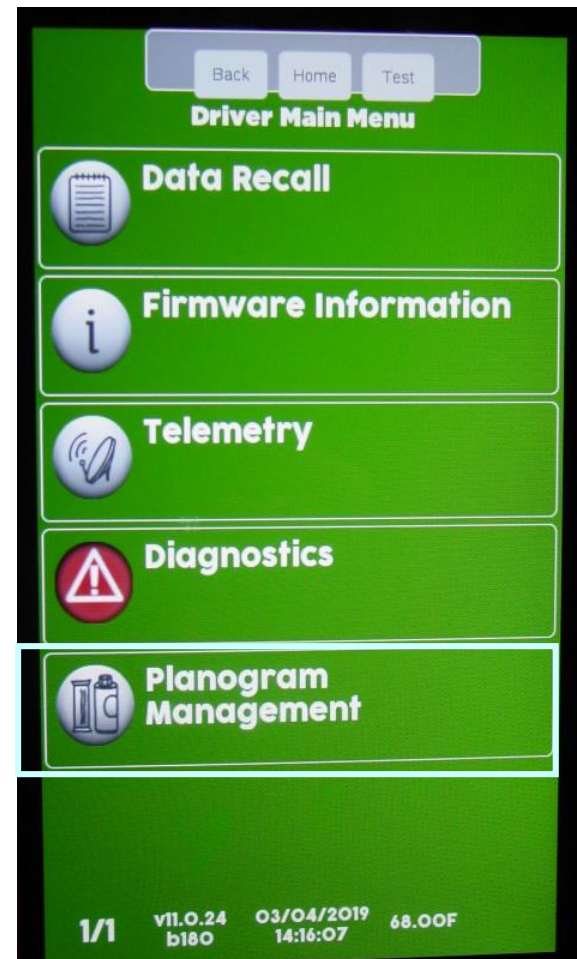 Back Home Test
Driver Main Menu
Data Recall
Firmware Information
Telemetry
Diagnostics
Planogram
Management
1/1 v11.0.24 03/04/2019 68.00F
b180 14:16:07